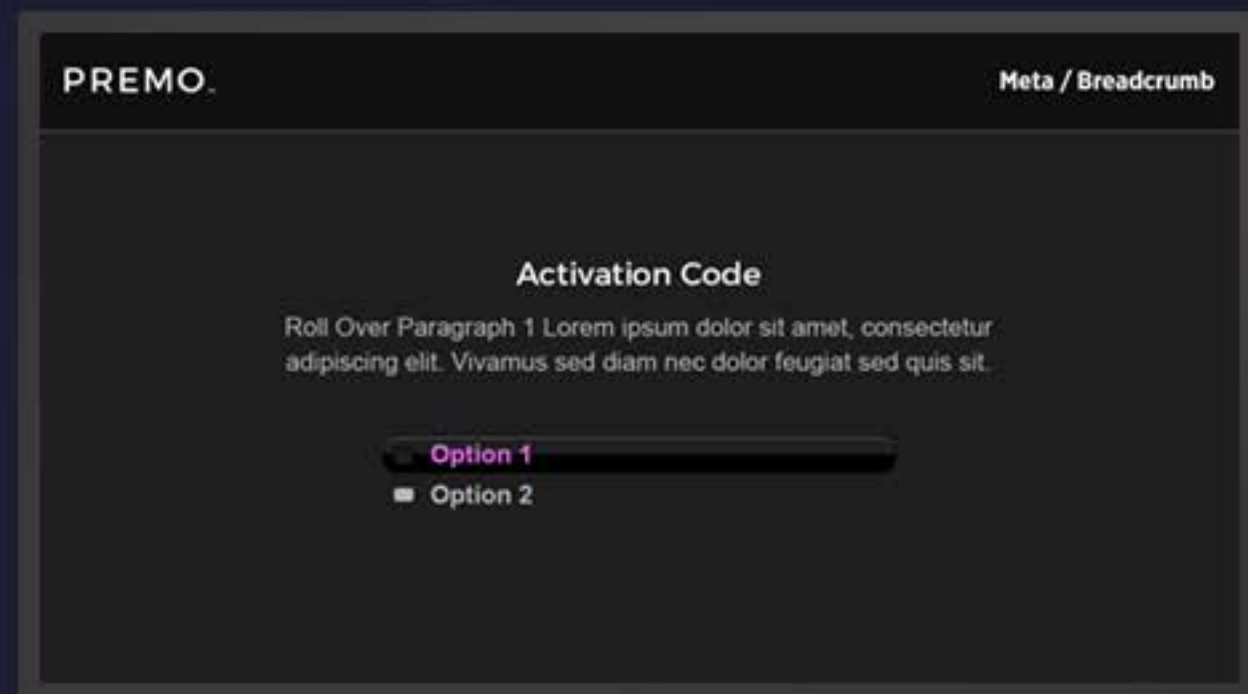 PREMO
Meta / Breadcrumb
Activation Code
Roll Over Paragraph 1 Lorem ipsum dolor sit amet, consectetur
adipiscing elit. Vivamus sed diam nec dolor feugiat sed quis sit.
Option 1
Option 2